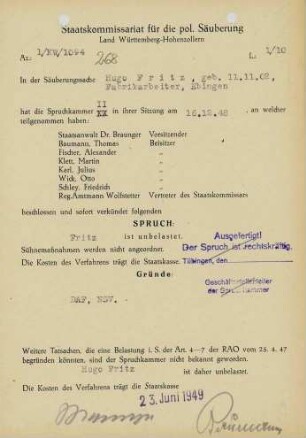 Staatskommissariat für die pol. Säuberung
Land Württemberg-Hohenzollern
Az: 1/KW/1094 268 L. 1/10
In der Säuberungssache Hugo Fritz, geb. 11.11.02,
Fabrikarbeiter, Ebingen
hat die Spruchkammer II in ihrer Sitzung am 16.12.48, an welcher
teilgenommen haben:
Staatsanwalt Dr. Braunger Vorsitzender
Baumann, Thomas Beisitzer
Fischer, Alexander "
Klett, Martin "
Kerl, Julius "
Wick, Otto "
Schley, Friedrich "
Reg.Amtmann Wolfstetter Vertreter des Staatskommissars
beschlossen und sofort verkündet folgenden
SPRUCH:
Fritz
ist unbelastet.
Sühnemaßnahmen werden nicht angeordnet.
Die Kosten des Verfahrens trägt die Staatskasse.
Ausgefertigt!
Der Spruch ist rechtskräftig.
Tübingen, den
Geschäftsstellenleiter
der Spruchkammer
Gründe:
DAF, NSV.
Weitere Tatsachen, die eine Belastung i. S. der Art. 4—7 der RAO vom 25. 4. 47
begründen könnten, sind der Spruchkammer nicht bekannt geworden.
Hugo Fritz ist daher unbelastet.
Die Kosten des Verfahrens trägt die Staatskasse
23. Juni 1949